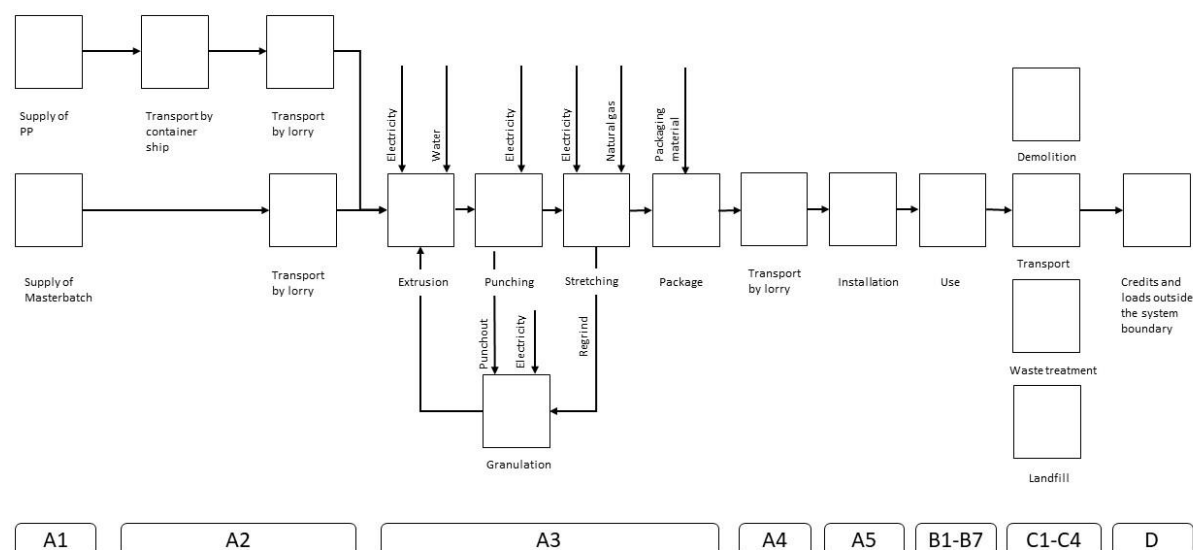 Supply of
PP
Transport by
container
ship
Transport
by lorry
Electricity
Water
Electricity
Electricity
Natural gas
Packaging
material
Demolition
Supply of
Masterbatch
Transport
by lorry
Extrusion
Punching
Stretching
Package
Transport
by lorry
Installation
Use
Transport
Credits and
loads outside
the system
boundary
Punchout
Electricity
Regrind
Waste treatment
Granulation
Landfill
A1
A2
A3
A4
A5
B1-B7
C1-C4
D